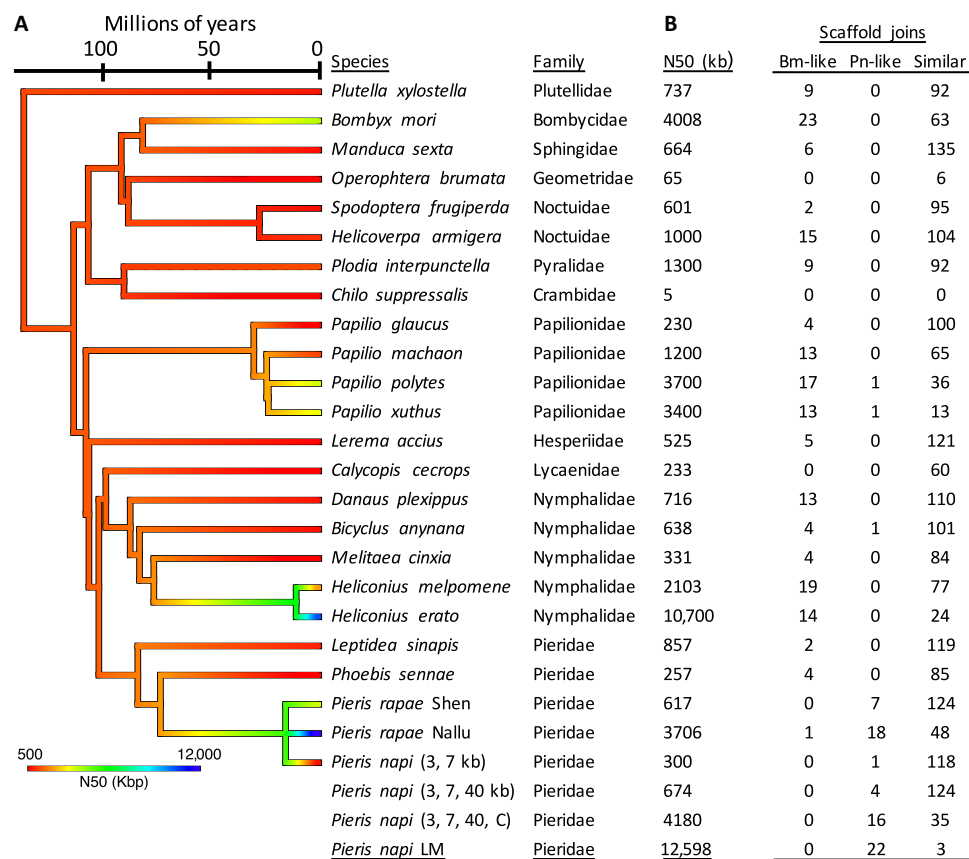 A B
Millions of years
Scaffold joins
100 50 0
Species Family N50 (kb) Bm-like Pn-like Similar
Plutella xylostella Plutellidae 737 9 0 92
Bombyx mori Bombycidae 4008 23 0 63
Manduca sexta Sphingidae 664 6 0 135
Operophtera brumata Geometridae 65 0 0 6
Spodoptera frugiperda Noctuidae 601 2 0 95
Helicoverpa armigera Noctuidae 1000 15 0 104
Plodia interpunctella Pyralidae 1300 9 0 92
Chilo suppressalis Crambidae 5 0 0 0
Papilio glaucus Papilionidae 230 4 0 100
Papilio machaon Papilionidae 1200 13 0 65
Papilio polytes Papilionidae 3700 17 1 36
Papilio xuthus Papilionidae 3400 13 1 13
Lerema accius Hesperiidae 525 5 0 121
Calycopis cecrops Lycaenidae 233 0 0 60
Danaus plexippus Nymphalidae 716 13 0 110
Bicyclus anynana Nymphalidae 638 4 1 101
Melitaea cinxia Nymphalidae 331 4 0 84
Heliconius melpomene Nymphalidae 2103 19 0 77
Heliconius erato Nymphalidae 10,700 14 0 24
Leptidea sinapis Pieridae 857 2 0 119
Phoebis sennae Pieridae 257 4 0 85
Pieris rapae Shen Pieridae 617 0 7 124
Pieris rapae Nallu Pieridae 3706 1 18 48
500 12,000
Pieris napi (3, 7 kb) Pieridae 300 0 1 118
N50 (Kbp)
Pieris napi (3, 7, 40 kb) Pieridae 674 0 4 124
Pieris napi (3, 7, 40, C) Pieridae 4180 0 16 35
Pieris napi LM Pieridae 12,598 0 22 3